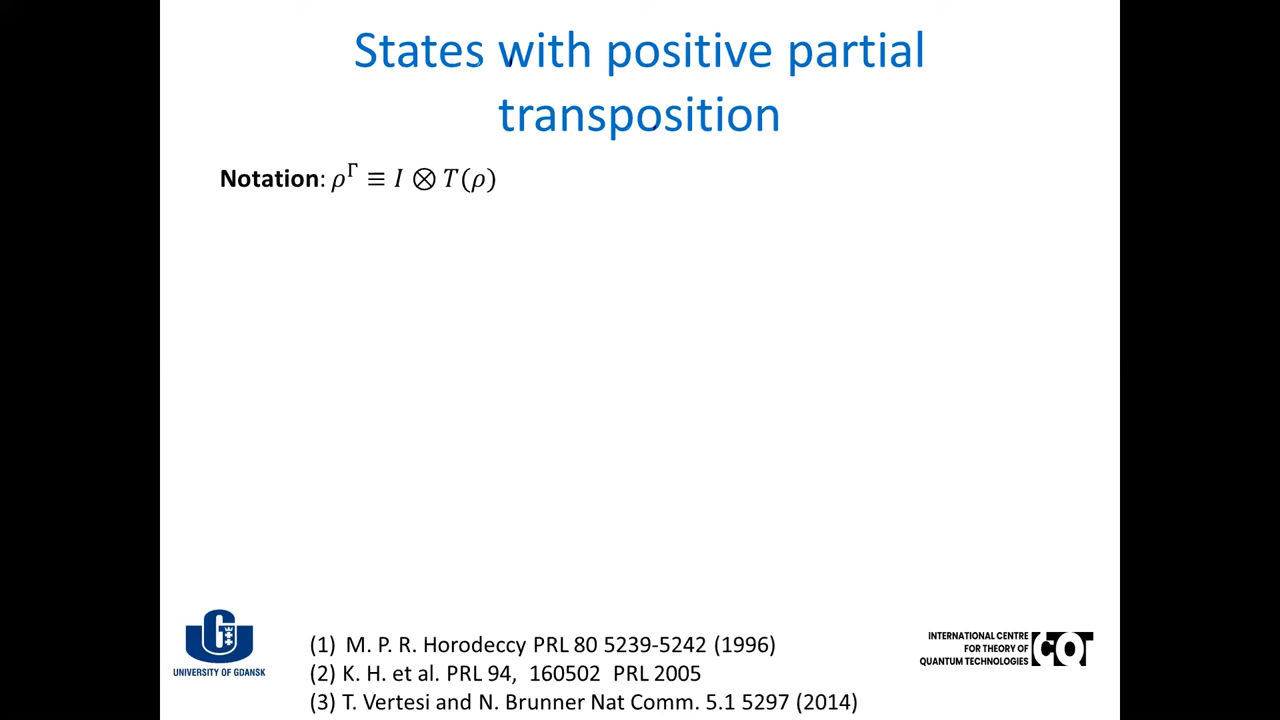 States with positive partial
transposition
Notation: ρ^Γ ≡ I ⊗ T(ρ)
UNIVERSITY OF GDAŃSK
(1) M. P. R. Horodeccy PRL 80 5239-5242 (1996)
(2) K. H. et al. PRL 94, 160502 PRL 2005
(3) T. Vertesi and N. Brunner Nat Comm. 5.1 5297 (2014)
INTERNATIONAL CENTRE
FOR THEORY OF
QUANTUM TECHNOLOGIES
ICTQT